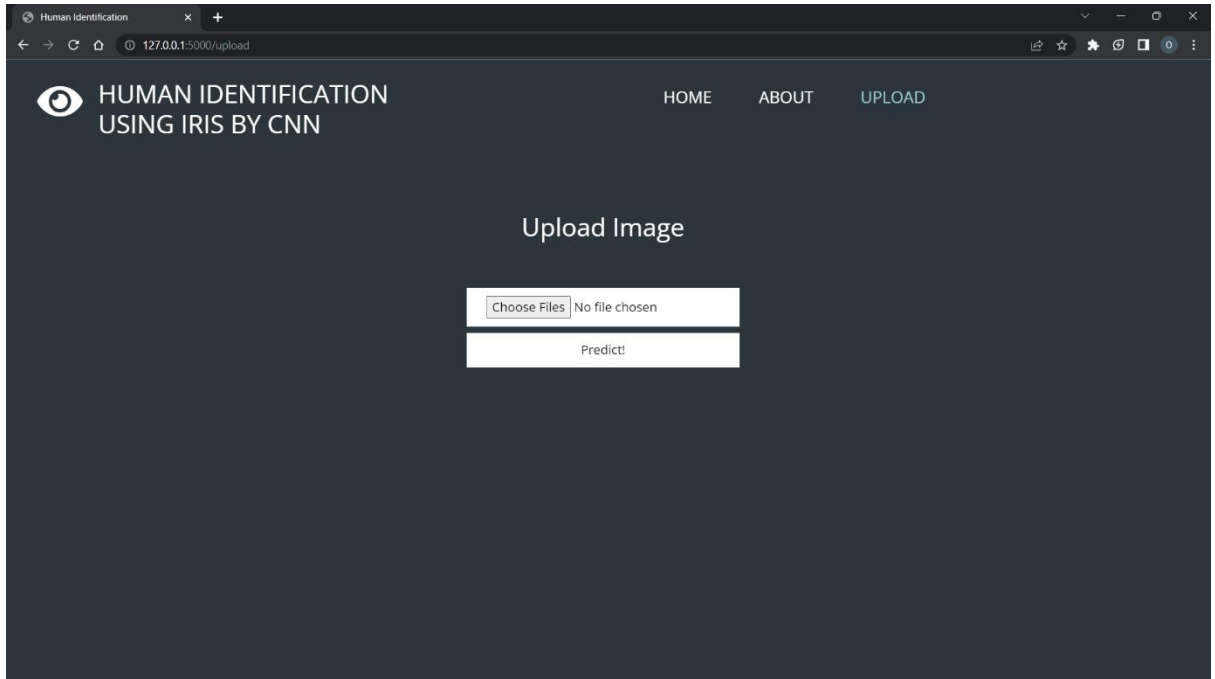 Human Identification
127.0.0.1:5000/upload
O
HUMAN IDENTIFICATION
USING IRIS BY CNN
HOME ABOUT UPLOAD
Upload Image
Choose Files No file chosen
Predict!